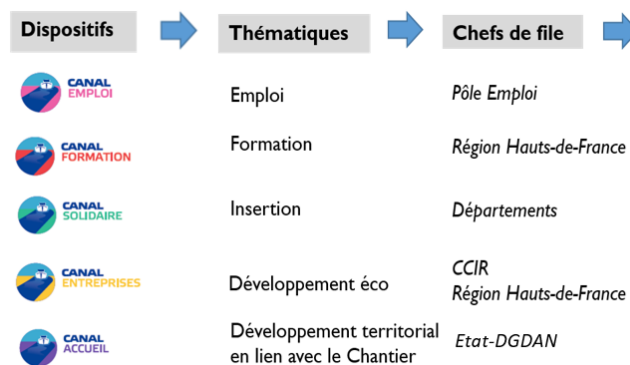 Dispositifs
Thématiques
Chefs de file
CANAL
EMPLOI
Emploi
Pôle Emploi
CANAL
FORMATION
Formation
Région Hauts-de-France
CANAL
SOLIDAIRE
Insertion
Départements
CANAL
ENTREPRISES
Développement éco
CCIR
Région Hauts-de-France
CANAL
ACCUEIL
Développement territorial
en lien avec le Chantier
Etat-DGDAN